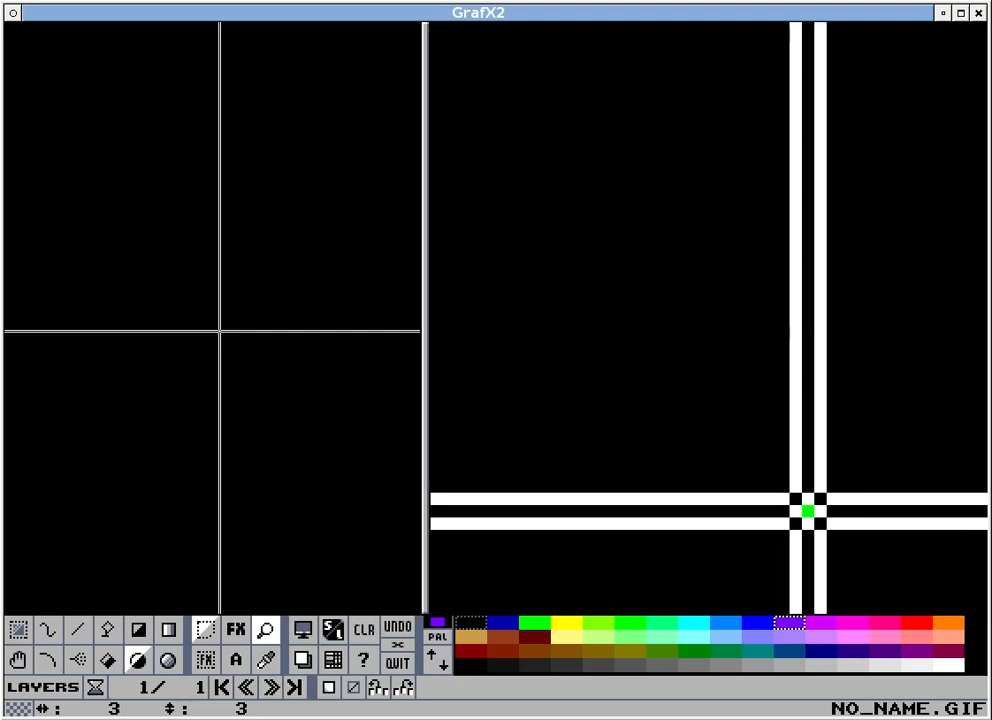 GrafX2
FX CLR UNDO
PAL
A ? QUIT
LAYERS 1/ 1
: 3 : 3 NO_NAME.GIF